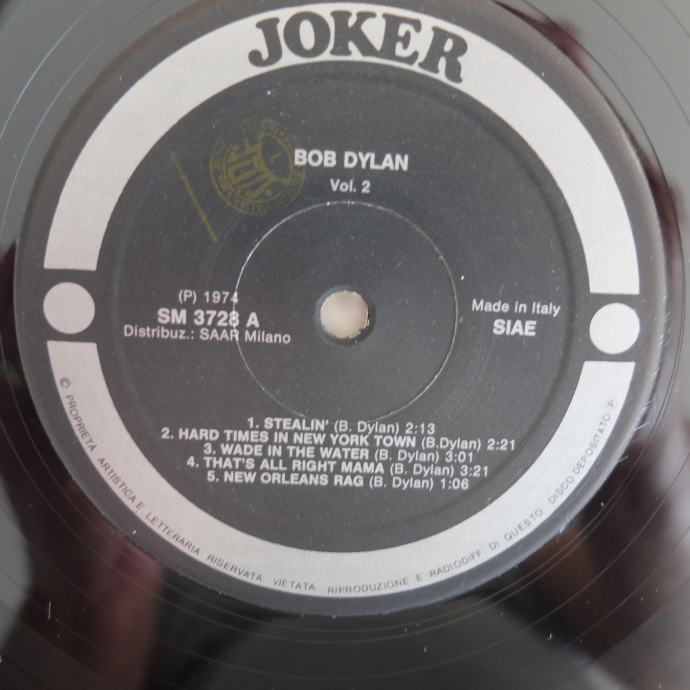 JOKER
BOB DYLAN
Vol. 2
(P) 1974
SM 3728 A
Distribuz.: SAAR Milano
Made in Italy
SIAE
1. STEALIN' (B. Dylan) 2:13
2. HARD TIMES IN NEW YORK TOWN (B.Dylan) 2:21
3. WADE IN THE WATER (B. Dylan) 3:01
4. THAT'S ALL RIGHT MAMA (B. Dylan) 3:21
5. NEW ORLEANS RAG (B. Dylan) 1:06
© PROPRIETÀ ARTISTICA E LETTERARIA RISERVATA VIETATA RIPRODUZIONE E RADIODIFF DI QUESTO DISCO DEPOSITATO